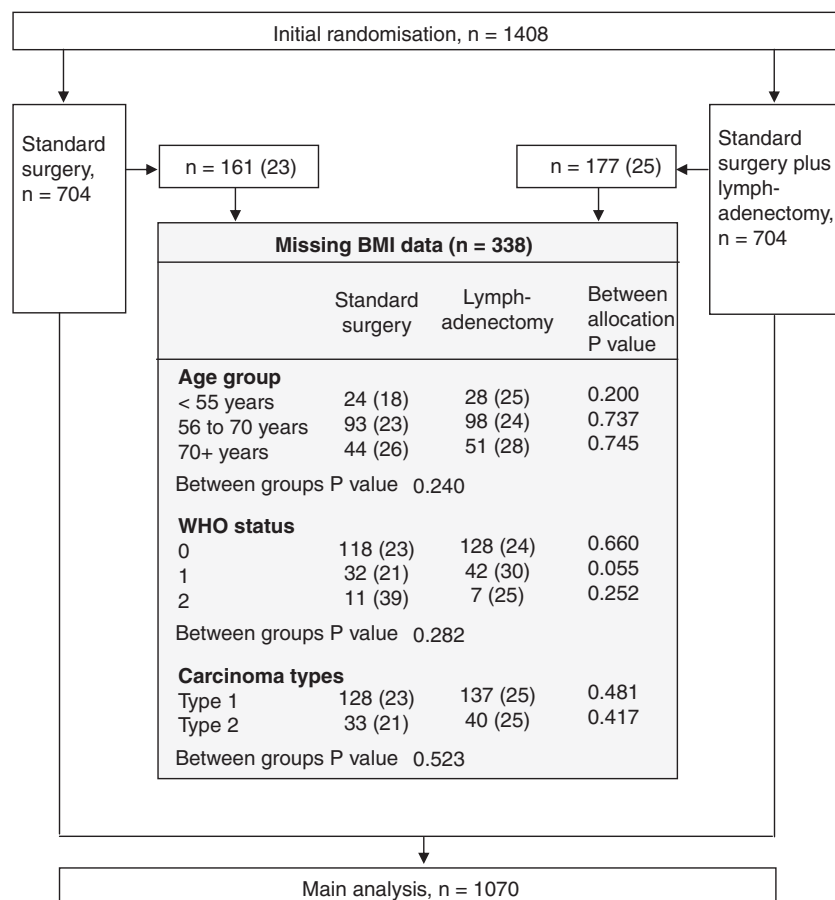 Initial randomisation, n = 1408
Standard
surgery,
n = 704
n = 161 (23)
n = 177 (25)
Standard
surgery plus
lymph-
adenectomy,
n = 704
Missing BMI data (n = 338)
Standard
surgery
Lymph-
adenectomy
Between
allocation
P value
Age group
< 55 years 24 (18) 28 (25) 0.200
56 to 70 years 93 (23) 98 (24) 0.737
70+ years 44 (26) 51 (28) 0.745
Between groups P value 0.240
WHO status
0 118 (23) 128 (24) 0.660
1 32 (21) 42 (30) 0.055
2 11 (39) 7 (25) 0.252
Between groups P value 0.282
Carcinoma types
Type 1 128 (23) 137 (25) 0.481
Type 2 33 (21) 40 (25) 0.417
Between groups P value 0.523
Main analysis, n = 1070